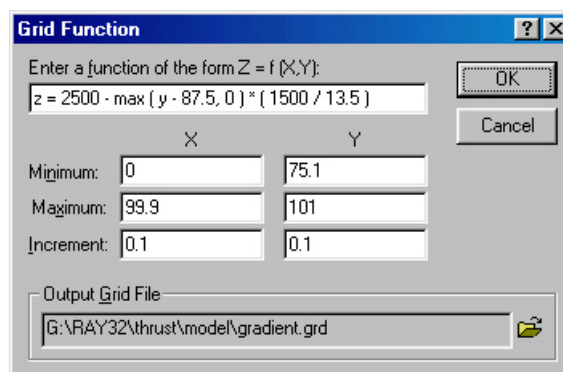 Grid Function
Enter a function of the form Z = f (X,Y):
z = 2500 - max ( y - 87.5, 0 ) * ( 1500 / 13.5 )
OK
Cancel
X Y
Minimum: 0 75.1
Maximum: 99.9 101
Increment: 0.1 0.1
Output Grid File
G:\RAY32\thrust\model\gradient.grd